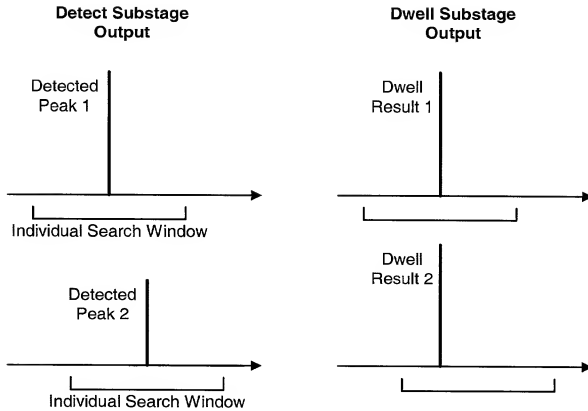 Detect Substage
Output
Dwell Substage
Output
Detected
Peak 1
Dwell
Result 1
Individual Search Window
Detected
Peak 2
Dwell
Result 2
Individual Search Window